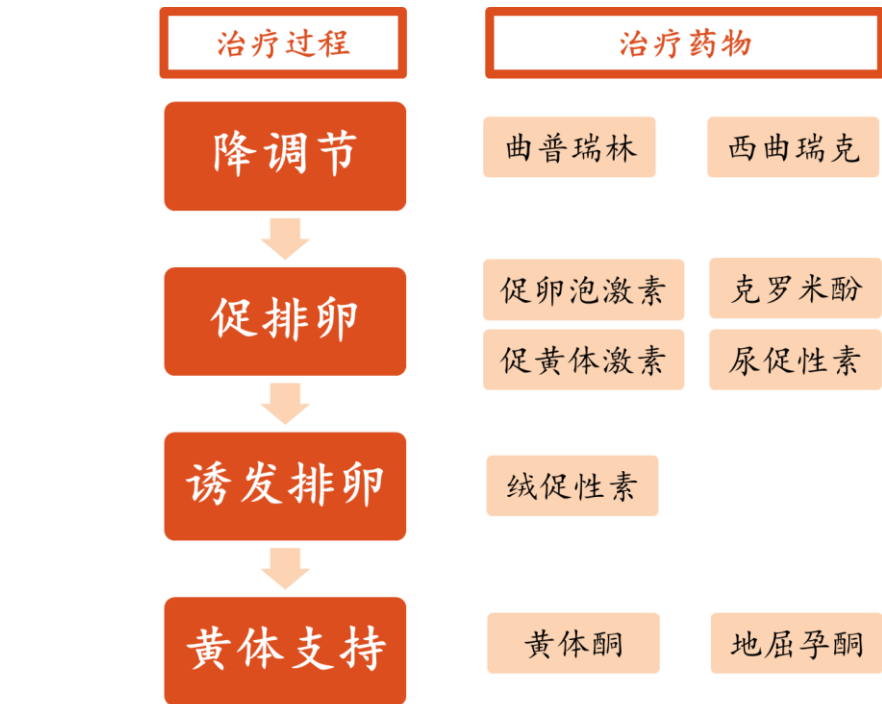 治疗过程 治疗药物
降调节 曲普瑞林 西曲瑞克
促排卵 促卵泡激素 克罗米酚
促黄体激素 尿促性素
诱发排卵 绒促性素
黄体支持 黄体酮 地屈孕酮